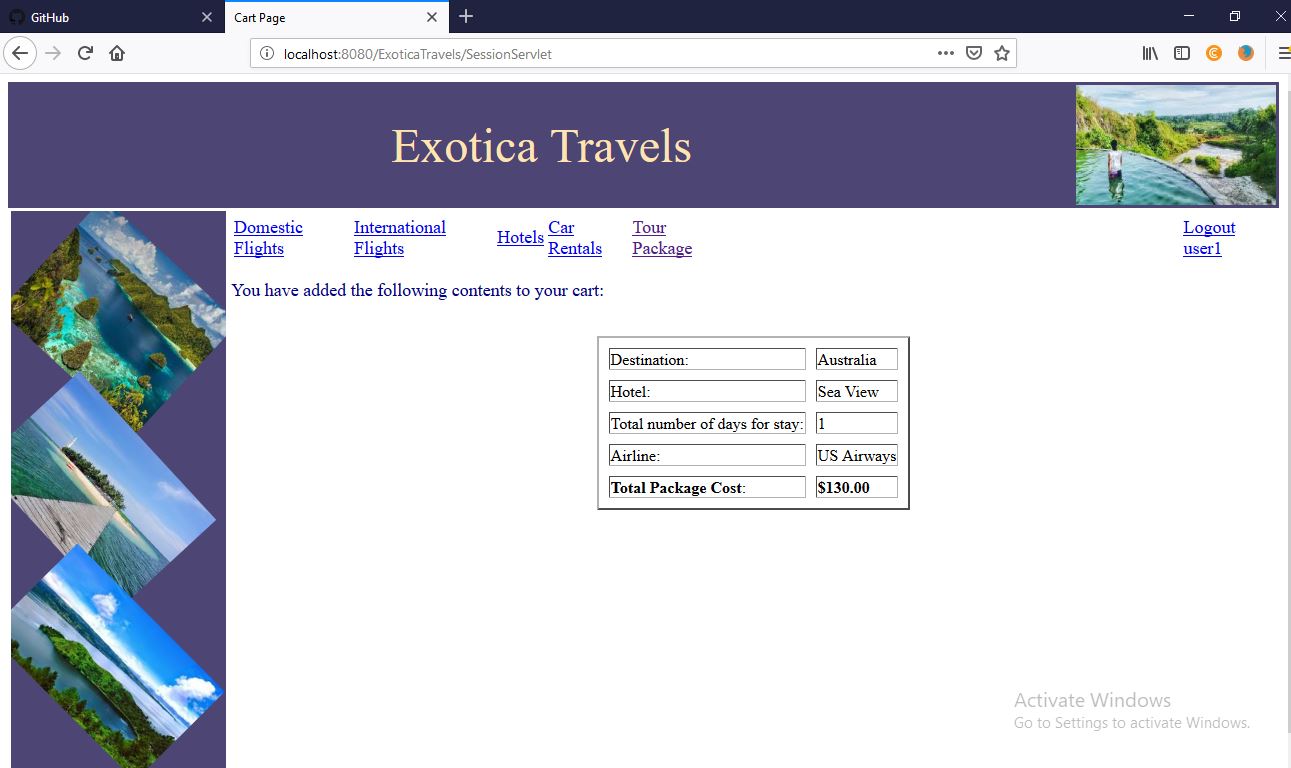 GitHub
Cart Page
localhost:8080/ExoticaTravels/SessionServlet
Exotica Travels
Domestic Flights
International Flights
Hotels
Car Rentals
Tour Package
Logout user1
You have added the following contents to your cart:
Destination: Australia
Hotel: Sea View
Total number of days for stay: 1
Airline: US Airways
Total Package Cost: $130.00
Activate Windows
Go to Settings to activate Windows.